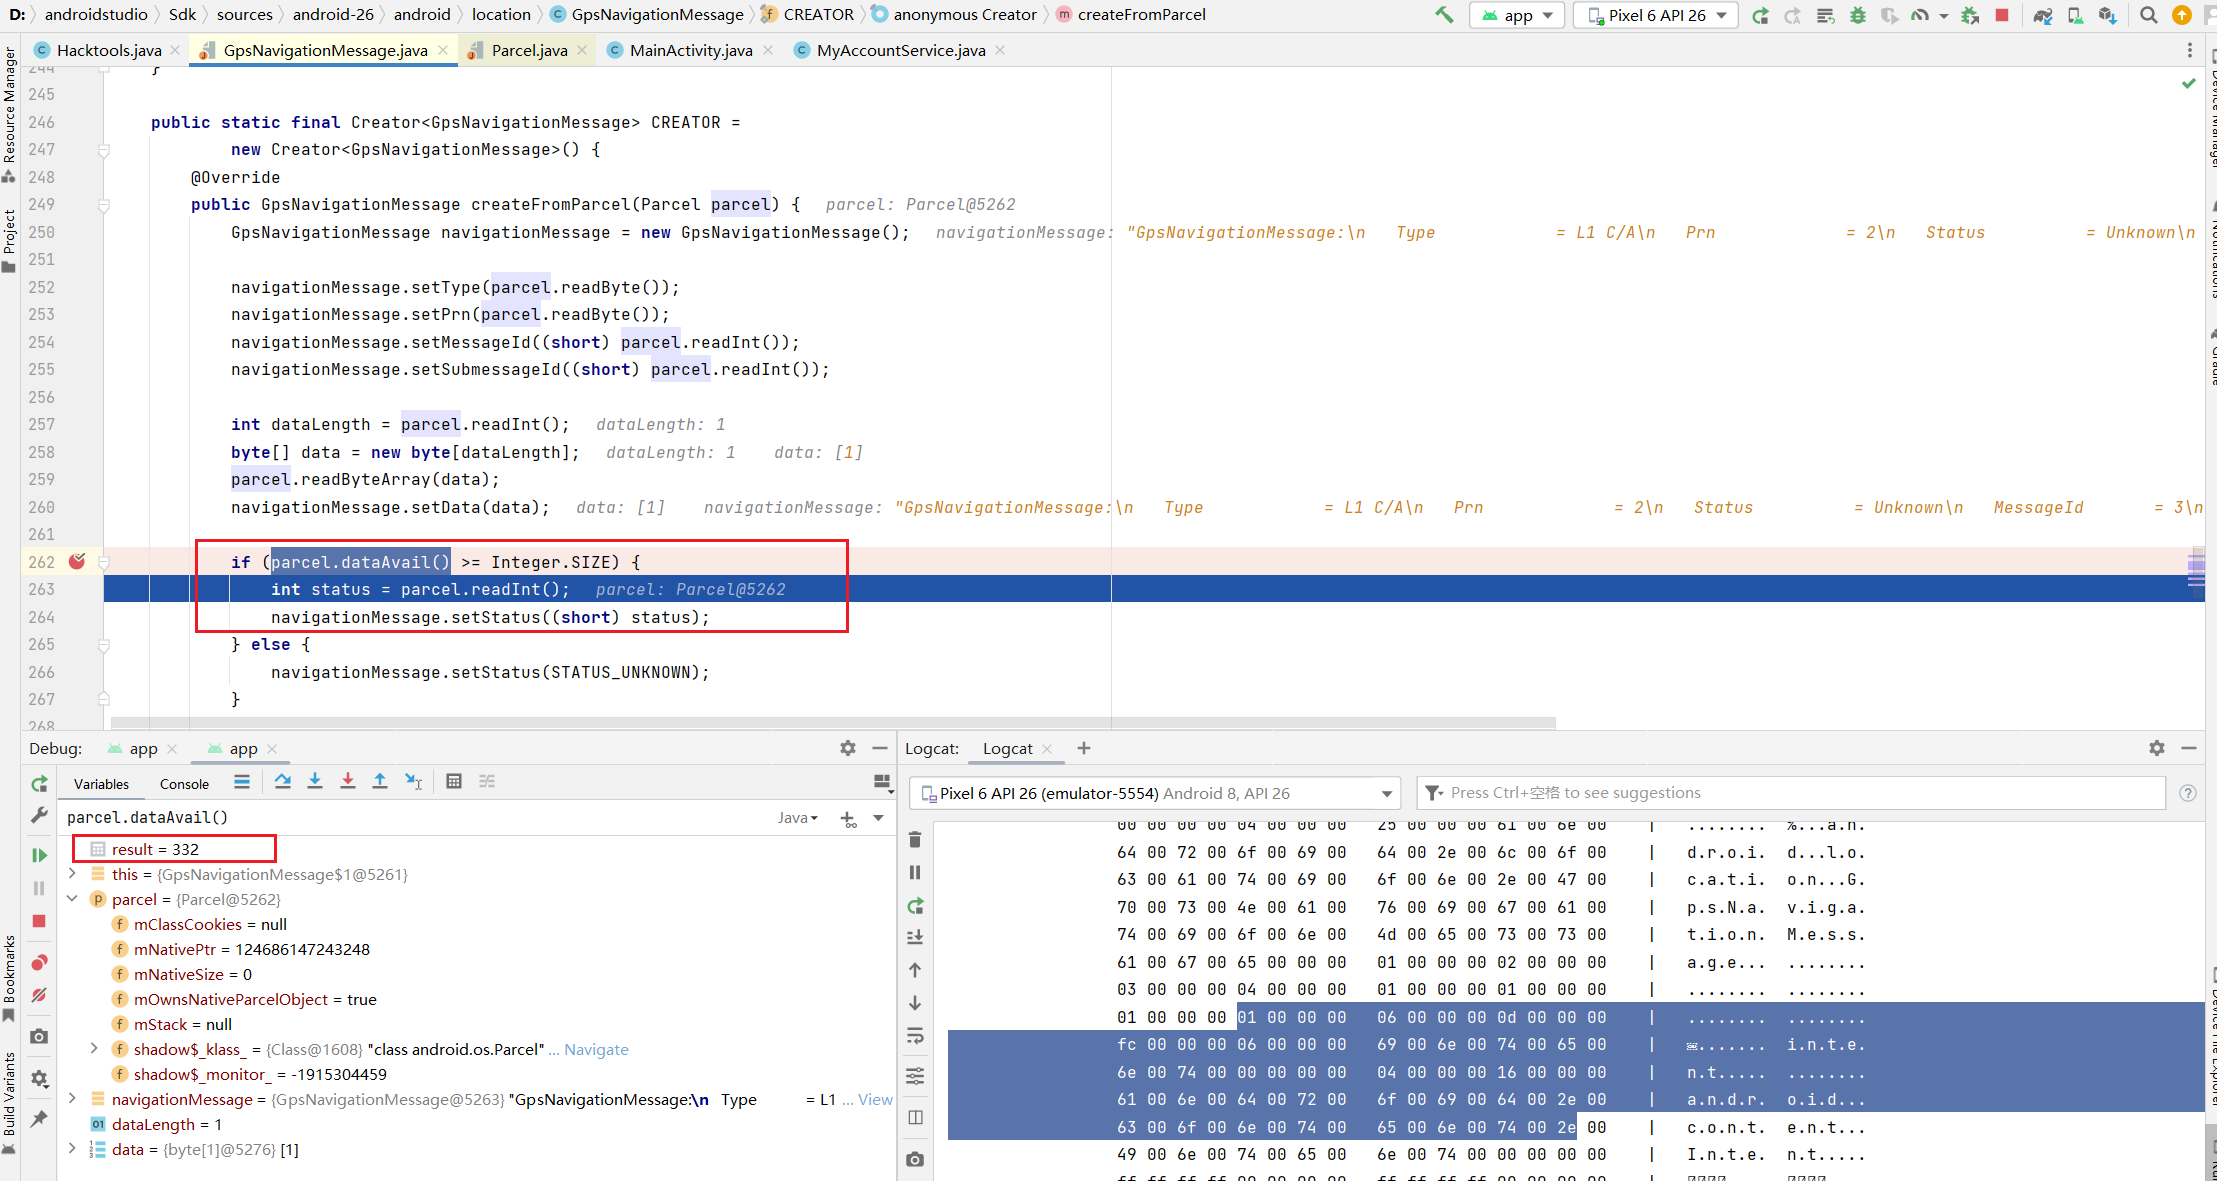 D: androidstudio Sdk sources android-26 android location GpsNavigationMessage CREATOR anonymous Creator createFromParcel app Pixel 6 API 26
Hacktools.java GpsNavigationMessage.java Parcel.java MainActivity.java MyAccountService.java
Resource Manager
Project
Bookmarks
Build Variants
244 }
245
246 public static final Creator<GpsNavigationMessage> CREATOR =
247 new Creator<GpsNavigationMessage>() {
248 @Override
249 public GpsNavigationMessage createFromParcel(Parcel parcel) { parcel: Parcel@5262
250 GpsNavigationMessage navigationMessage = new GpsNavigationMessage(); navigationMessage: "GpsNavigationMessage:\n Type = L1 C/A\n Prn = 2\n Status = Unknown\n
251
252 navigationMessage.setType(parcel.readByte());
253 navigationMessage.setPrn(parcel.readByte());
254 navigationMessage.setMessageId((short) parcel.readInt());
255 navigationMessage.setSubmessageId((short) parcel.readInt());
256
257 int dataLength = parcel.readInt(); dataLength: 1
258 byte[] data = new byte[dataLength]; dataLength: 1 data: [1]
259 parcel.readByteArray(data);
260 navigationMessage.setData(data); data: [1] navigationMessage: "GpsNavigationMessage:\n Type = L1 C/A\n Prn = 2\n Status = Unknown\n MessageId = 3\n
261
262 if (parcel.dataAvail() >= Integer.SIZE) {
263 int status = parcel.readInt(); parcel: Parcel@5262
264 navigationMessage.setStatus((short) status);
265 } else {
266 navigationMessage.setStatus(STATUS_UNKNOWN);
267 }
268
Debug: app app
Variables Console
parcel.dataAvail() Java
result = 332
this = {GpsNavigationMessage$1@5261}
parcel = {Parcel@5262}
mClassCookies = null
mNativePtr = 124686147243248
mNativeSize = 0
mOwnsNativeParcelObject = true
mStack = null
shadow$_klass_ = {Class@1608} "class android.os.Parcel" ... Navigate
shadow$_monitor_ = -1915304459
navigationMessage = {GpsNavigationMessage@5263} "GpsNavigationMessage:\n Type = L1 ... View
dataLength = 1
data = {byte[1]@5276} [1]
Logcat: Logcat
Pixel 6 API 26 (emulator-5554) Android 8, API 26 Press Ctrl+空格 to see suggestions
00 00 00 00 04 00 00 00 25 00 00 00 61 00 6e 00 | ........ %...a.n.
64 00 72 00 6f 00 69 00 64 00 2e 00 6c 00 6f 00 | d.r.o.i. d...l.o.
63 00 61 00 74 00 69 00 6f 00 6e 00 2e 00 47 00 | c.a.t.i. o.n...G.
70 00 73 00 4e 00 61 00 76 00 69 00 67 00 61 00 | p.s.N.a. v.i.g.a.
74 00 69 00 6f 00 6e 00 4d 00 65 00 73 00 73 00 | t.i.o.n. M.e.s.s.
61 00 67 00 65 00 00 00 01 00 00 00 02 00 00 00 | a.g.e... ........
03 00 00 00 04 00 00 00 01 00 00 00 01 00 00 00 | ........ ........
01 00 00 00 01 00 00 00 06 00 00 00 0d 00 00 00 | ........ ........
fc 00 00 00 06 00 00 00 69 00 6e 00 74 00 65 00 | ....... i.n.t.e.
6e 00 74 00 00 00 00 00 04 00 00 00 16 00 00 00 | n.t..... ........
61 00 6e 00 64 00 72 00 6f 00 69 00 64 00 2e 00 | a.n.d.r. o.i.d...
63 00 6f 00 6e 00 74 00 65 00 6e 00 74 00 2e 00 | c.o.n.t. e.n.t...
49 00 6e 00 74 00 65 00 6e 00 74 00 00 00 00 00 | I.n.t.e. n.t.....
Device Manager
Notifications
Gradle
Device File Explorer